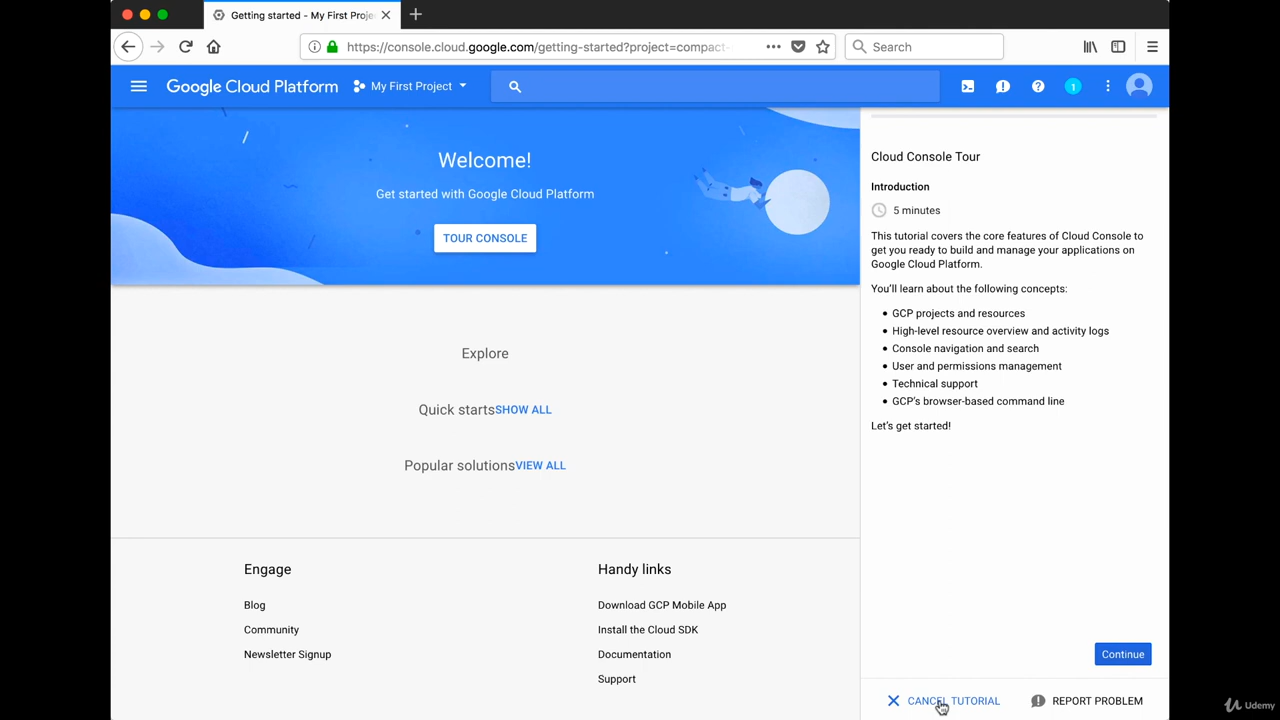 Getting started - My First Proje
https://console.cloud.google.com/getting-started?project=compact-
Search
Google Cloud Platform
My First Project
1
Welcome!
Get started with Google Cloud Platform
TOUR CONSOLE
Explore
Quick starts SHOW ALL
Popular solutions VIEW ALL
Engage
Blog
Community
Newsletter Signup
Handy links
Download GCP Mobile App
Install the Cloud SDK
Documentation
Support
Cloud Console Tour
Introduction
5 minutes
This tutorial covers the core features of Cloud Console to
get you ready to build and manage your applications on
Google Cloud Platform.
You'll learn about the following concepts:
GCP projects and resources
High-level resource overview and activity logs
Console navigation and search
User and permissions management
Technical support
GCP's browser-based command line
Let's get started!
Continue
CANCEL TUTORIAL
REPORT PROBLEM
Udemy